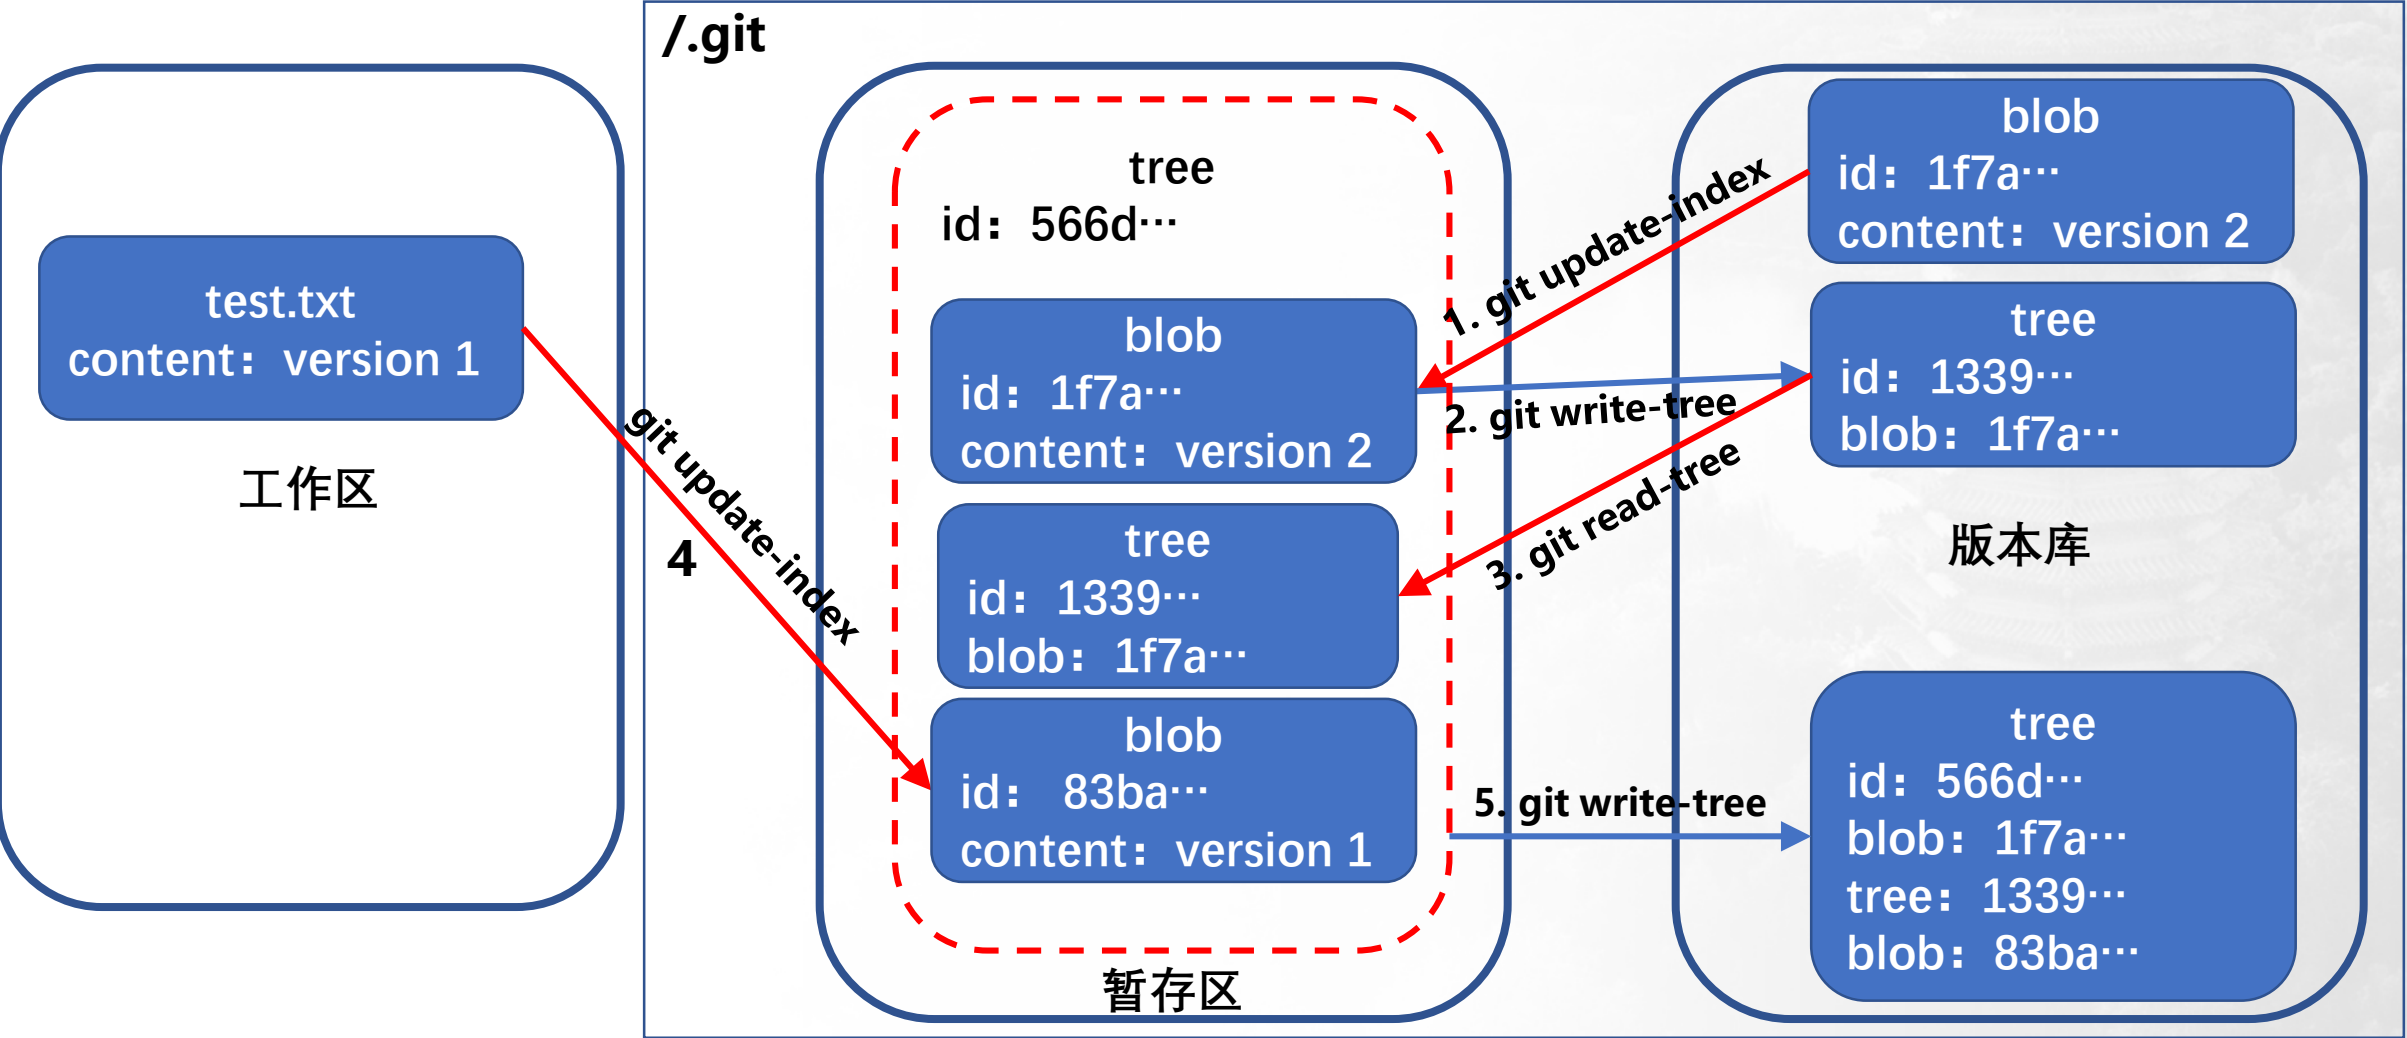 /.git
test.txt
content：version 1
工作区
git update-index
4
tree
id：566d…
blob
id：1f7a…
content：version 2
tree
id：1339…
blob：1f7a…
blob
id： 83ba…
content：version 1
暂存区
1. git update-index
2. git write-tree
3. git read-tree
5. git write-tree
blob
id：1f7a…
content：version 2
tree
id：1339…
blob：1f7a…
版本库
tree
id：566d…
blob：1f7a…
tree：1339…
blob：83ba…